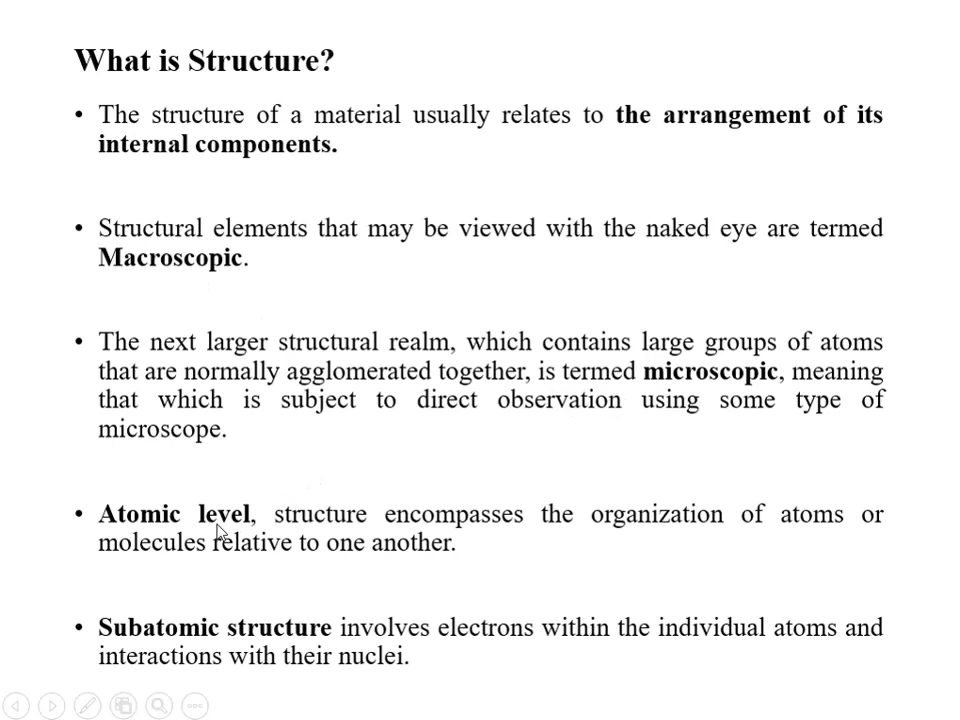 What is Structure?
• The structure of a material usually relates to the arrangement of its
internal components.
• Structural elements that may be viewed with the naked eye are termed
Macroscopic.
• The next larger structural realm, which contains large groups of atoms
that are normally agglomerated together, is termed microscopic, meaning
that which is subject to direct observation using some type of
microscope.
• Atomic level, structure encompasses the organization of atoms or
molecules relative to one another.
• Subatomic structure involves electrons within the individual atoms and
interactions with their nuclei.